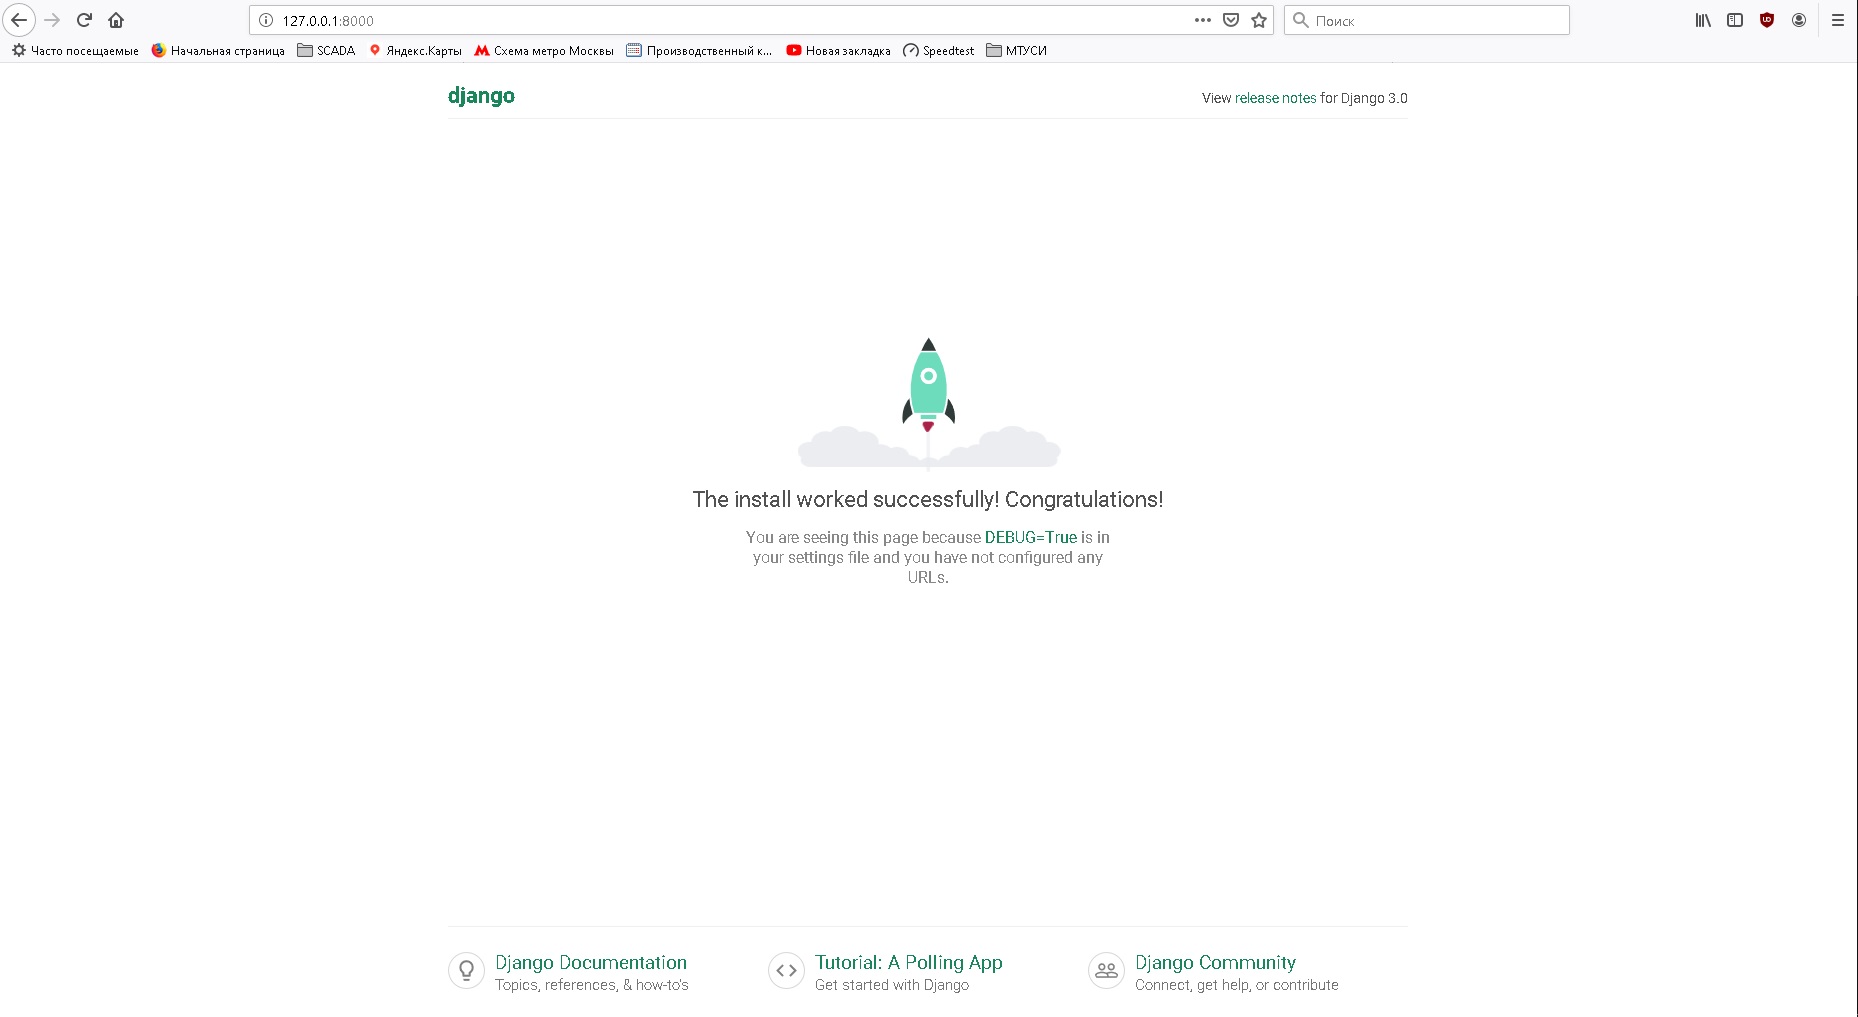 127.0.0.1:8000
Поиск
Часто посещаемые Начальная страница SCADA Яндекс.Карты Схема метро Москвы Производственный к... Новая закладка Speedtest МТУСИ
django
View release notes for Django 3.0
The install worked successfully! Congratulations!
You are seeing this page because DEBUG=True is in
your settings file and you have not configured any
URLs.
Django Documentation
Topics, references, & how-to's
Tutorial: A Polling App
Get started with Django
Django Community
Connect, get help, or contribute